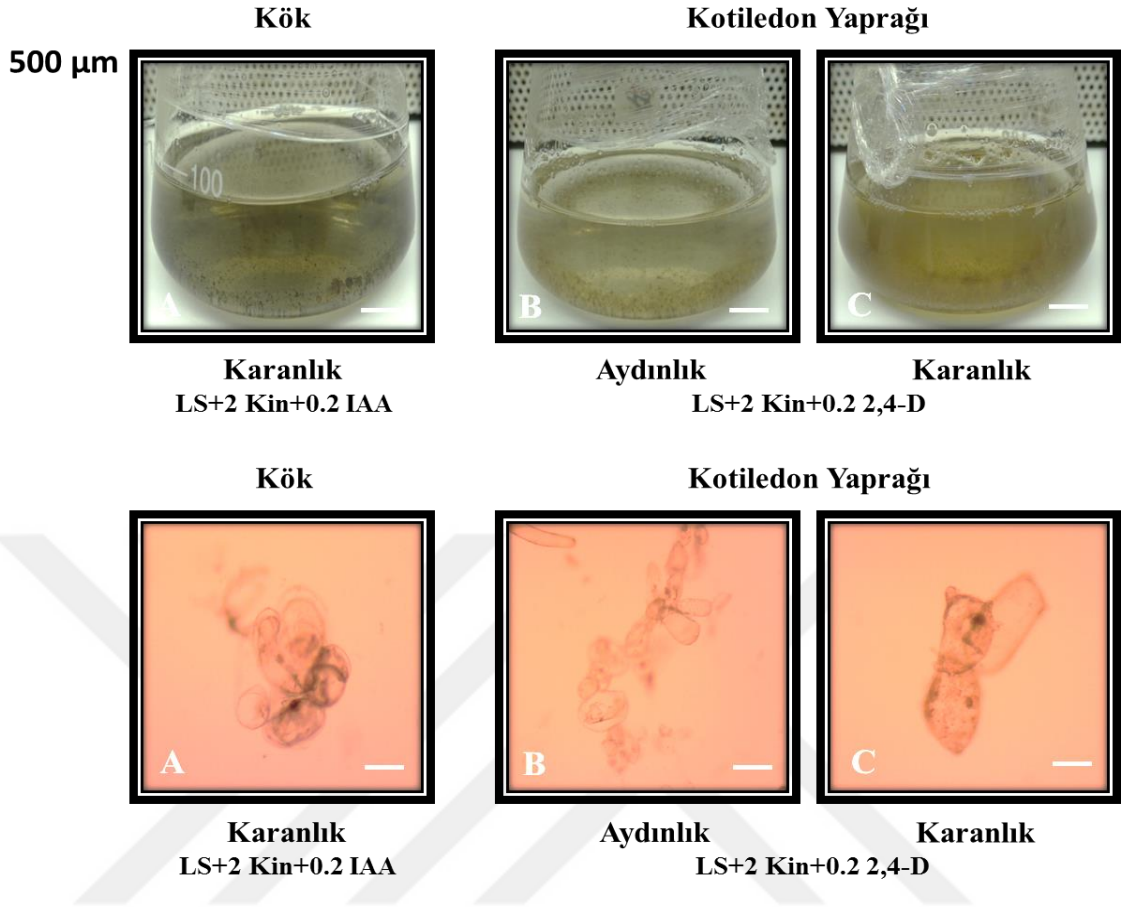 Kök
Kotiledon Yaprağı
500 µm
100
A
B
C
Karanlık
Aydınlık
Karanlık
LS+2 Kin+0.2 IAA
LS+2 Kin+0.2 2,4-D
Kök
Kotiledon Yaprağı
A
B
C
Karanlık
Aydınlık
Karanlık
LS+2 Kin+0.2 IAA
LS+2 Kin+0.2 2,4-D